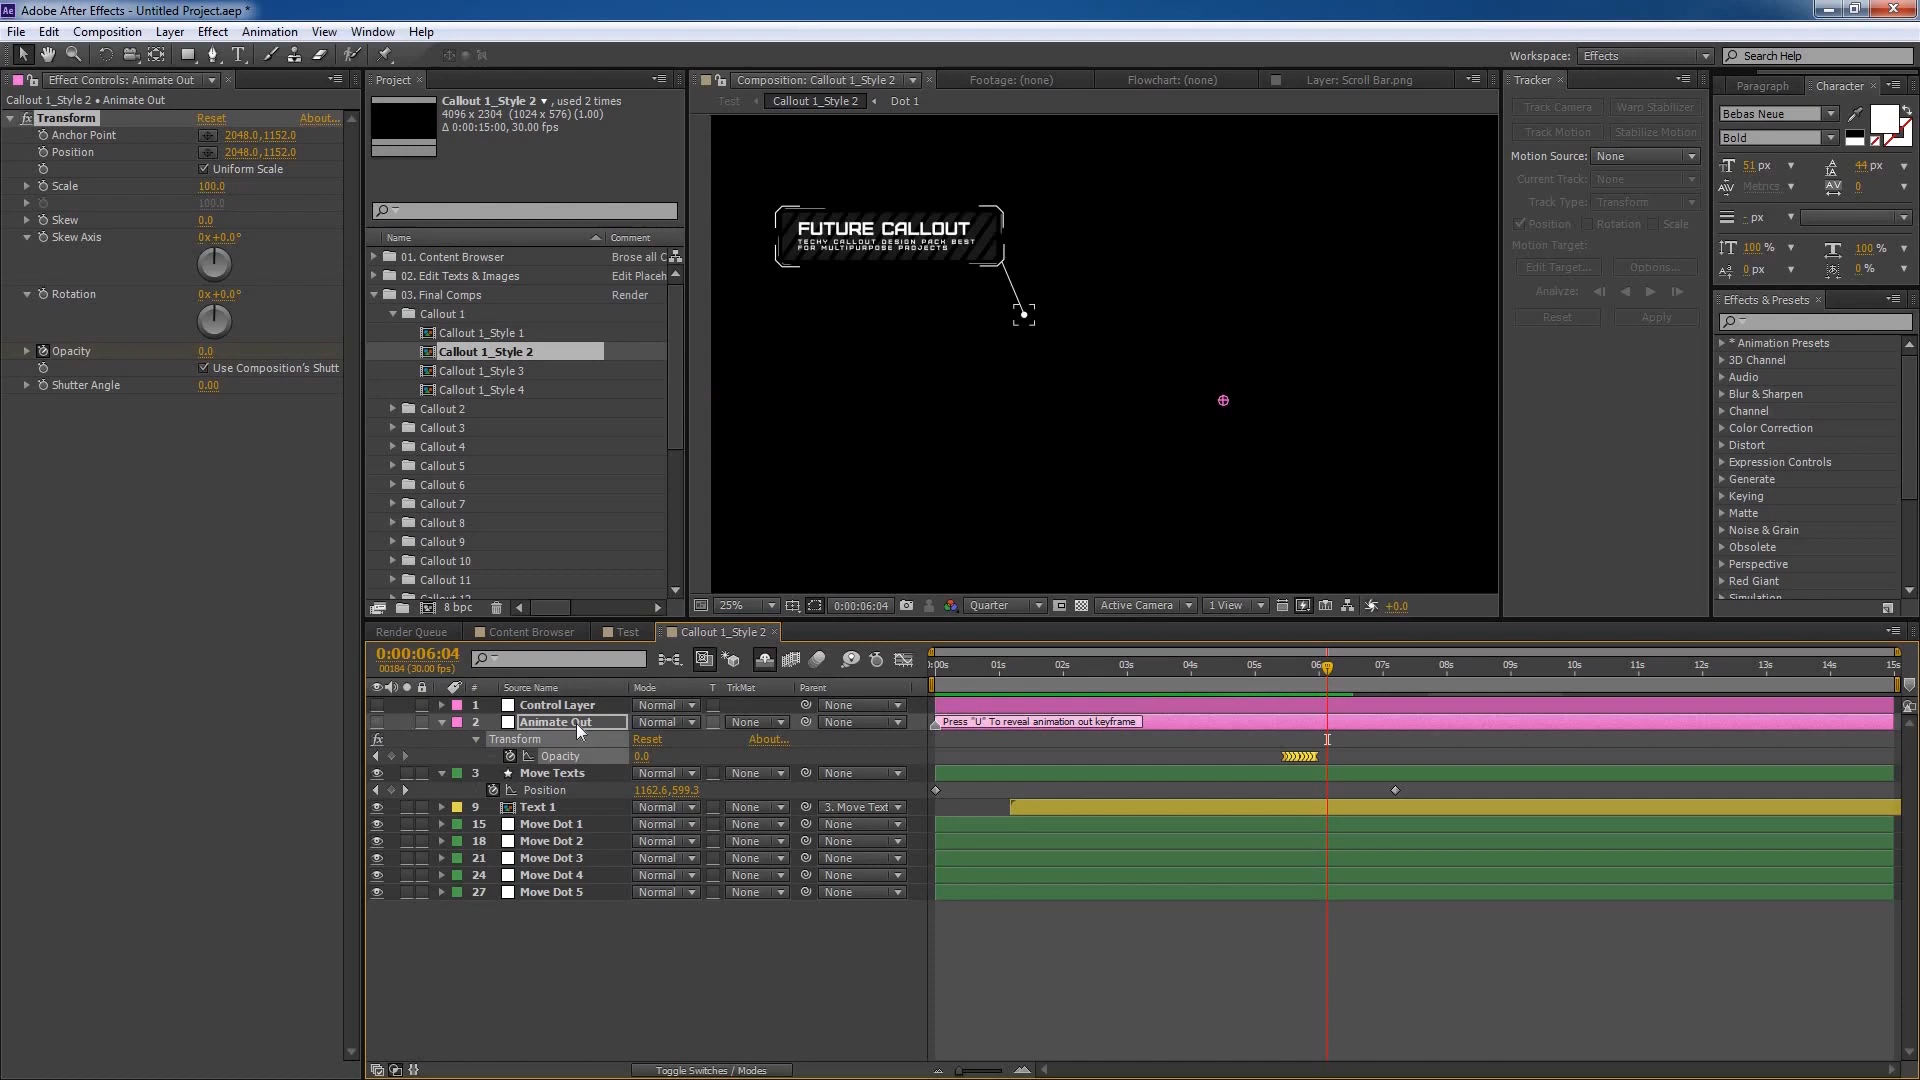 Adobe After Effects - Untitled Project.aep *
File Edit Composition Layer Effect Animation View Window Help
Workspace: Effects Search Help
Effect Controls: Animate Out
Callout 1_Style 2 • Animate Out
fx Transform Reset About...
Anchor Point 2048.0,1152.0
Position 2048.0,1152.0
Uniform Scale
Scale 100.0
100.0
Skew 0.0
Skew Axis 0x+0.0°
Rotation 0x+0.0°
Opacity 0.0
Use Composition's Shutt
Shutter Angle 0.00
Project
Callout 1_Style 2 , used 2 times
4096 x 2304 (1024 x 576) (1.00)
Δ 0:00:15:00, 30.00 fps
Name Comment
01. Content Browser Brose all C
02. Edit Texts & Images Edit Placeh
03. Final Comps Render
Callout 1
Callout 1_Style 1
Callout 1_Style 2
Callout 1_Style 3
Callout 1_Style 4
Callout 2
Callout 3
Callout 4
Callout 5
Callout 6
Callout 7
Callout 8
Callout 9
Callout 10
Callout 11
8 bpc
Composition: Callout 1_Style 2 Footage: (none) Flowchart: (none) Layer: Scroll Bar.png
Test Callout 1_Style 2 Dot 1
FUTURE CALLOUT
TECHY CALLOUT DESIGN PACK BEST
FOR MULTIPURPOSE PROJECTS
25% 0:00:06:04 Quarter Active Camera 1 View +0.0
Tracker
Track Camera Warp Stabilizer
Track Motion Stabilize Motion
Motion Source: None
Current Track: None
Track Type: Transform
Position Rotation Scale
Motion Target:
Edit Target... Options...
Analyze:
Reset Apply
Paragraph Character
Bebas Neue
Bold
51 px 44 px
Metrics 0
- px
100 % 100 %
0 px 0 %
Effects & Presets
* Animation Presets
3D Channel
Audio
Blur & Sharpen
Channel
Color Correction
Distort
Expression Controls
Generate
Keying
Matte
Noise & Grain
Obsolete
Perspective
Red Giant
Simulation
Render Queue Content Browser Test Callout 1_Style 2
0:00:06:04
00184 (30.00 fps)
:00s 01s 02s 03s 04s 05s 06s 07s 08s 09s 10s 11s 12s 13s 14s 15s
# Source Name Mode T TrkMat Parent
1 Control Layer Normal None
2 Animate Out Normal None None Press "U" To reveal animation out keyframe
fx Transform Reset About...
Opacity 0.0
3 Move Texts Normal None None
Position 1162.6,599.3
9 Text 1 Normal None 3. Move Text
15 Move Dot 1 Normal None None
18 Move Dot 2 Normal None None
21 Move Dot 3 Normal None None
24 Move Dot 4 Normal None None
27 Move Dot 5 Normal None None
Toggle Switches / Modes